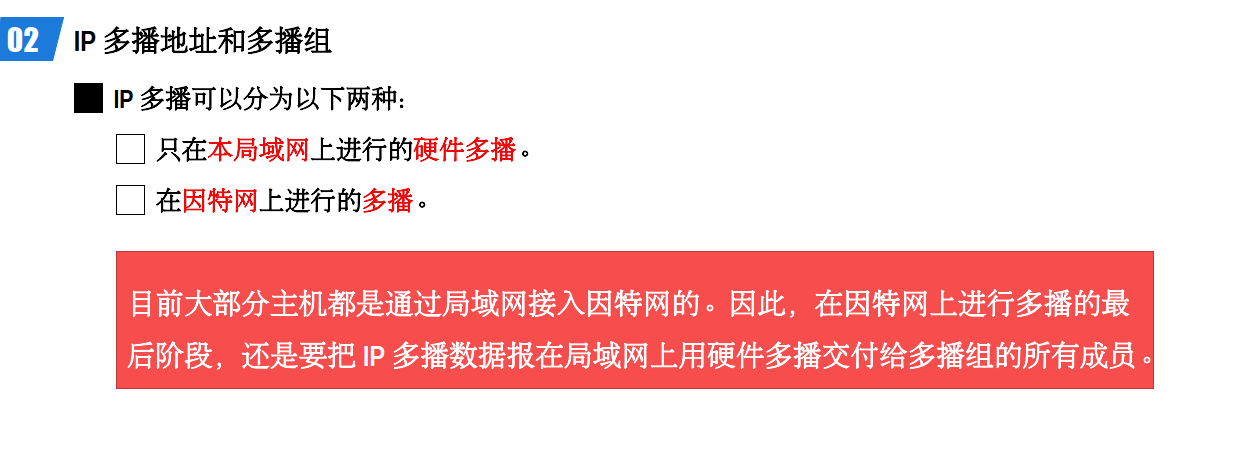 02 IP 多播地址和多播组
IP 多播可以分为以下两种：
只在本局域网上进行的硬件多播。
在因特网上进行的多播。
目前大部分主机都是通过局域网接入因特网的。因此，在因特网上进行多播的最
后阶段，还是要把 IP 多播数据报在局域网上用硬件多播交付给多播组的所有成员。